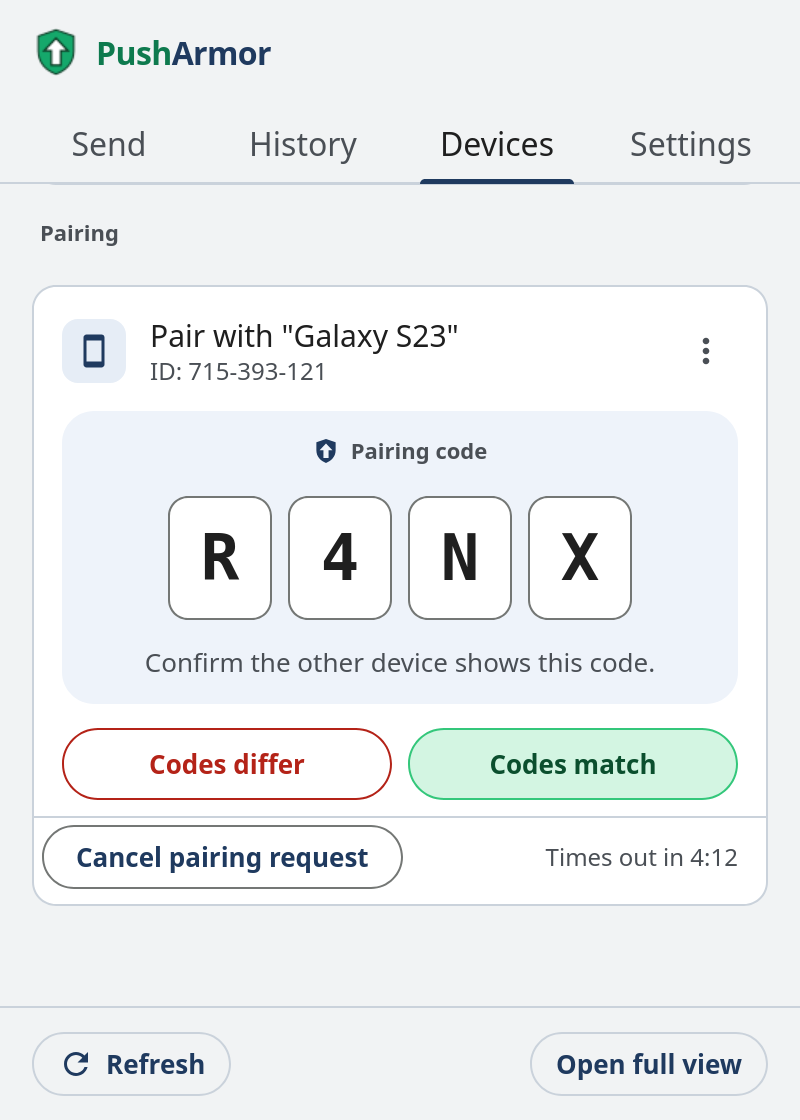 PushArmor
Send History Devices Settings
Pairing
Pair with "Galaxy S23"
ID: 715-393-121
Pairing code
R 4 N X
Confirm the other device shows this code.
Codes differ Codes match
Cancel pairing request Times out in 4:12
Refresh Open full view